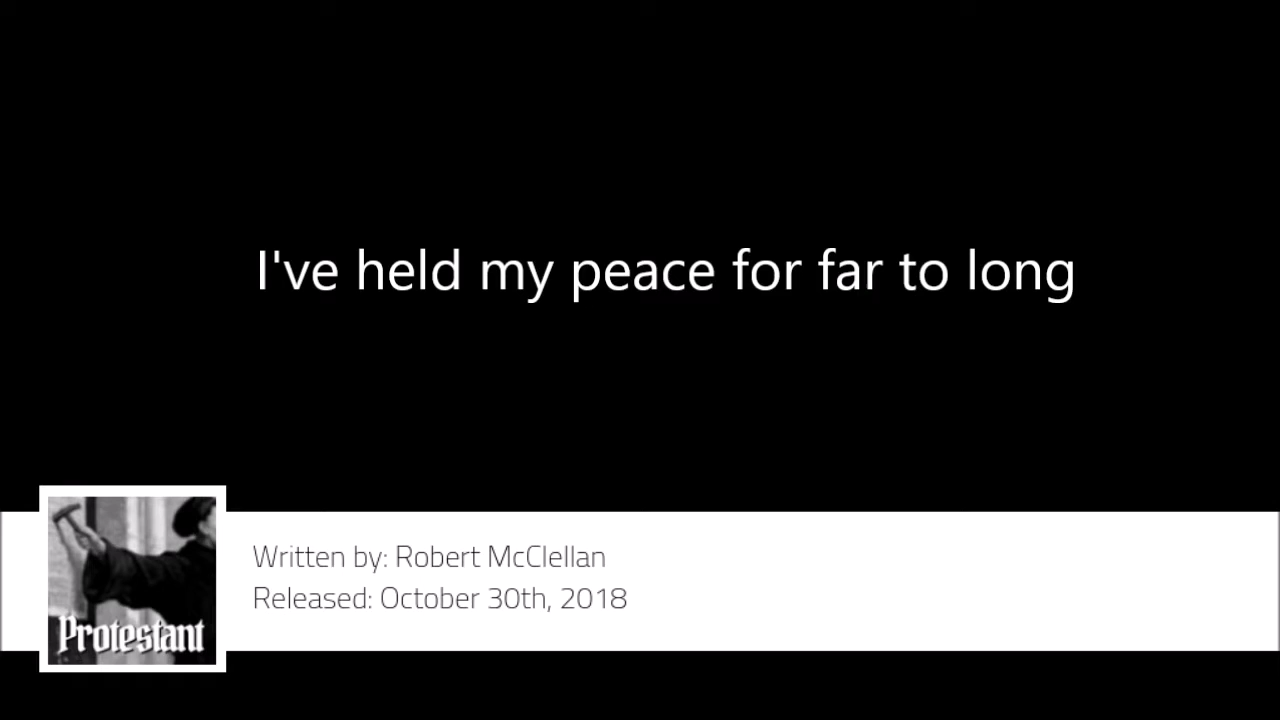 I've held my peace for far to long
Written by: Robert McClellan
Released: October 30th, 2018
Protestant